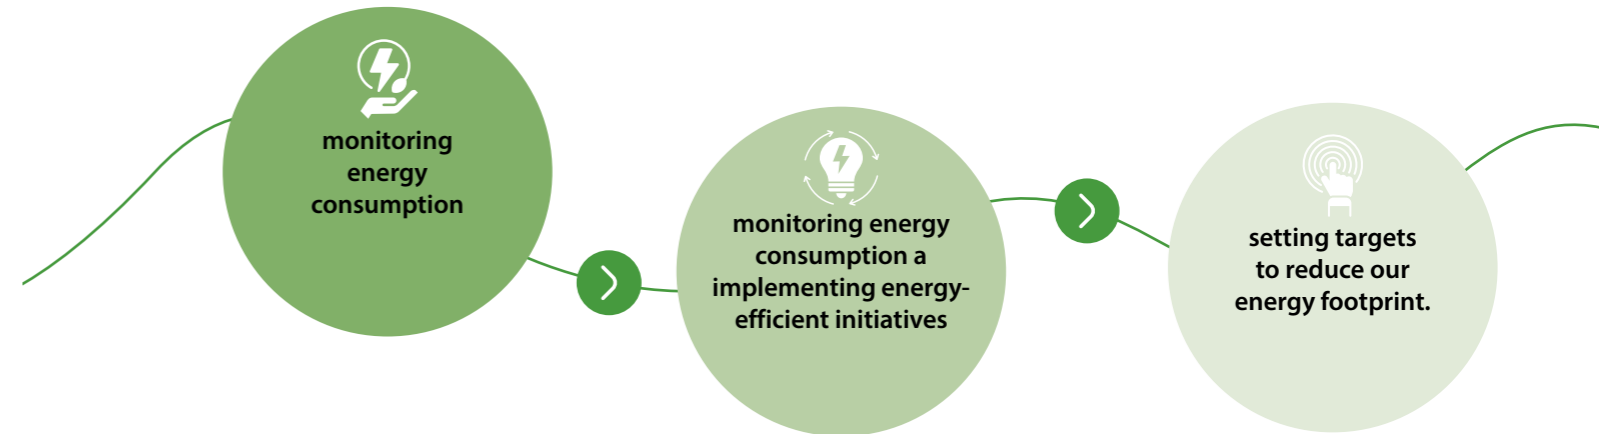 monitoring
energy
consumption
monitoring energy
consumption a
implementing energy-
efficient initiatives
setting targets
to reduce our
energy footprint.